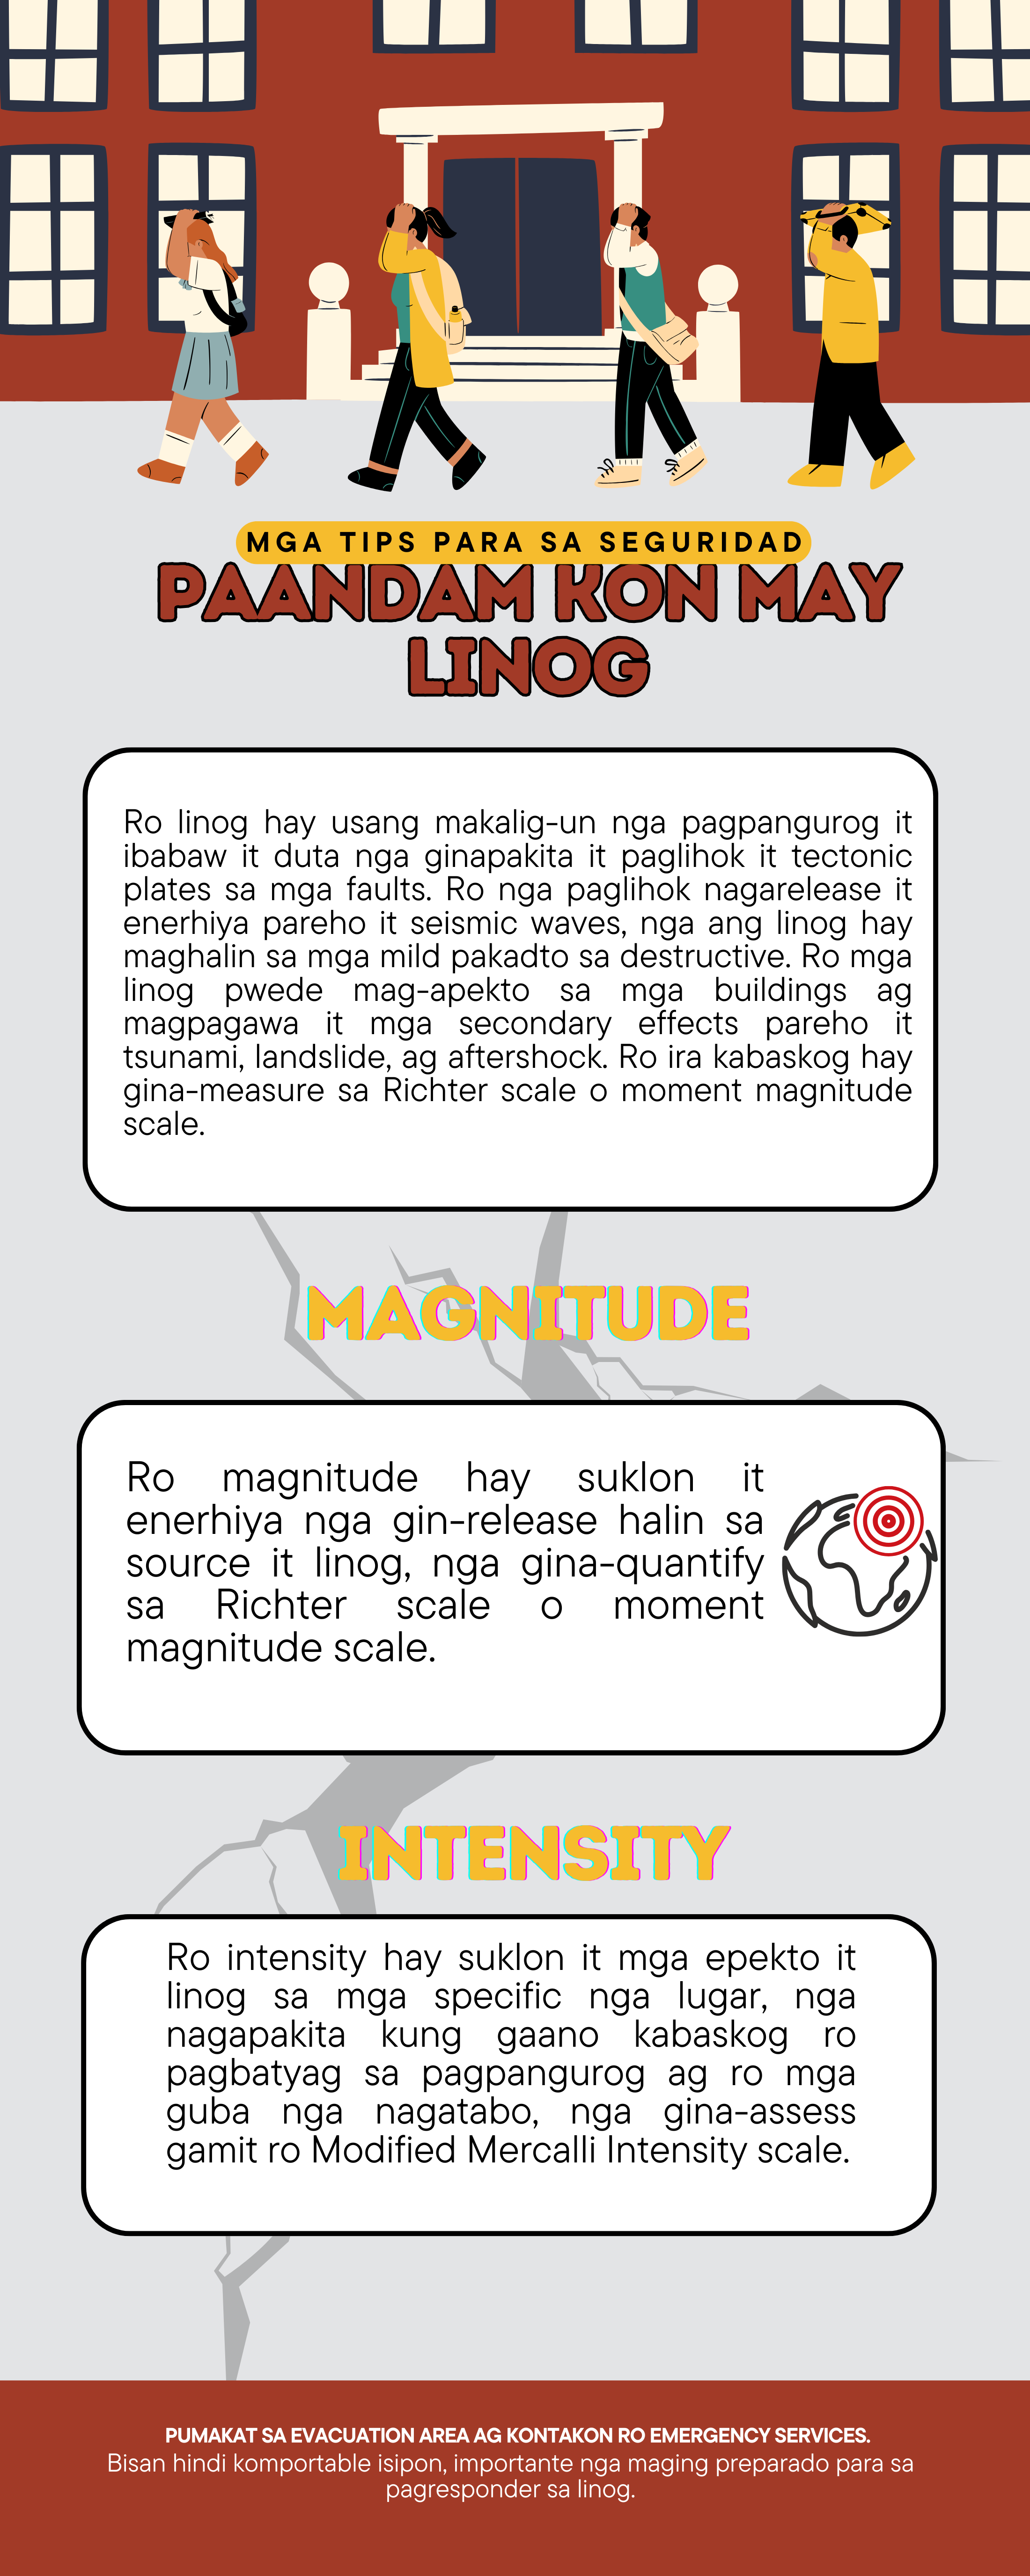 MGA TIPS PARA SA SEGURIDAD
PAANDAM KON MAY
LINOG
Ro linog hay usang makalig-un nga pagpangurog it
ibabaw it duta nga ginapakita it paglihok it tectonic
plates sa mga faults. Ro nga paglihok nagarelease it
enerhiya pareho it seismic waves, nga ang linog hay
maghalin sa mga mild pakadto sa destructive. Ro mga
linog pwede mag-apekto sa mga buildings ag
magpagawa it mga secondary effects pareho it
tsunami, landslide, ag aftershock. Ro ira kabaskog hay
gina-measure sa Richter scale o moment magnitude
scale.
MAGNITUDE
Ro magnitude hay suklon it
enerhiya nga gin-release halin sa
source it linog, nga gina-quantify
sa Richter scale o moment
magnitude scale.
INTENSITY
Ro intensity hay suklon it mga epekto it
linog sa mga specific nga lugar, nga
nagapakita kung gaano kabaskog ro
pagbatyag sa pagpangurog ag ro mga
guba nga nagatabo, nga gina-assess
gamit ro Modified Mercalli Intensity scale.
PUMAKAT SA EVACUATION AREA AG KONTAKON RO EMERGENCY SERVICES.
Bisan hindi komportable isipon, importante nga maging preparado para sa
pagresponder sa linog.